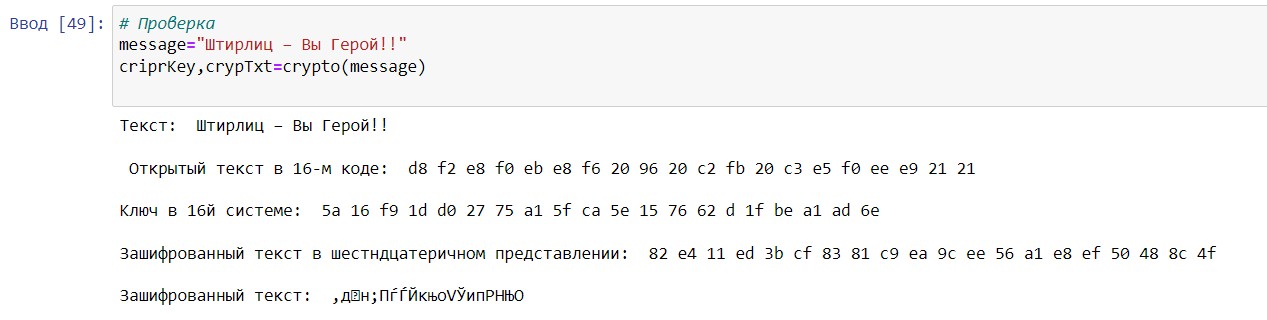 Ввод [49]: # Проверка
message="Штирлиц – Вы Герой!!"
criprKey,crypTxt=crypto(message)
Текст:  Штирлиц – Вы Герой!!
Открытый текст в 16-м коде:  d8 f2 e8 f0 eb e8 f6 20 96 20 c2 fb 20 c3 e5 f0 ee e9 21 21
Ключ в 16й системе:  5a 16 f9 1d d0 27 75 a1 5f ca 5e 15 76 62 d 1f be a1 ad 6e
Зашифрованный текст в шестндцатеричном представлении:  82 e4 11 ed 3b cf 83 81 c9 ea 9c ee 56 a1 e8 ef 50 48 8c 4f
Зашифрованный текст:  ‚д�н;ПѓЃЙкњоVЎипPHЊO